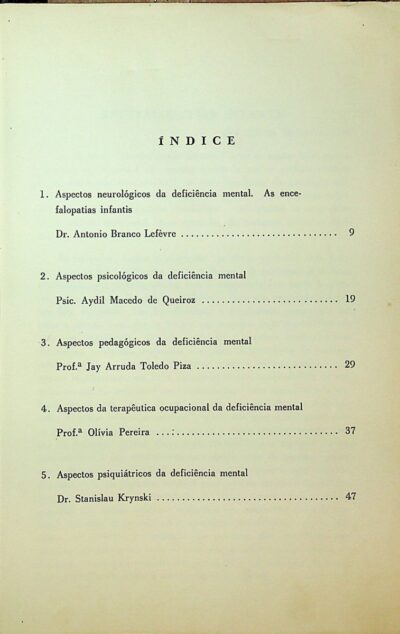 ÍNDICE
1. Aspectos neurológicos da deficiência mental. As ence-
falopatias infantis
Dr. Antonio Branco Lefèvre .................................. 9
2. Aspectos psicológicos da deficiência mental
Psic. Aydil Macedo de Queiroz ............................. 19
3. Aspectos pedagógicos da deficiência mental
Prof.ª Jay Arruda Toledo Piza .............................. 29
4. Aspectos da terapêutica ocupacional da deficiência mental
Prof.ª Olívia Pereira ...:.................................. 37
5. Aspectos psiquiátricos da deficiência mental
Dr. Stanislau Krynski ....................................... 47